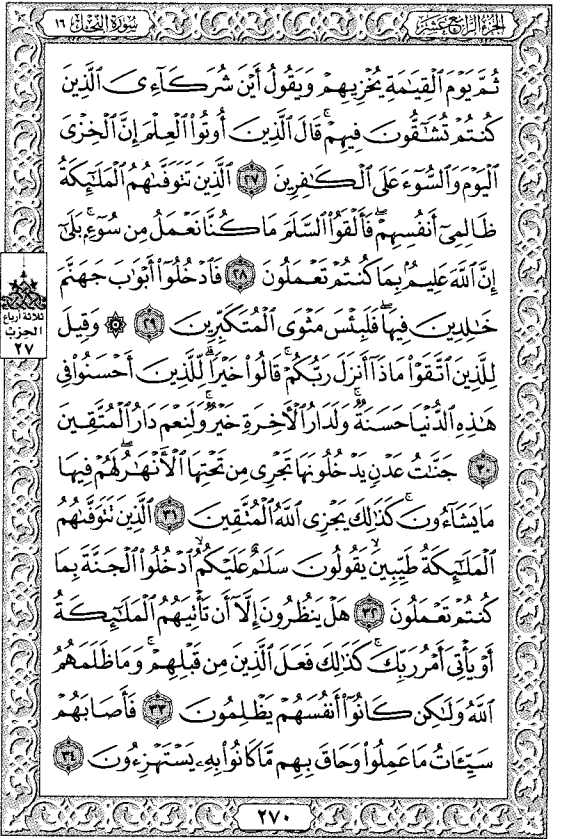 سورة النحل ١٦
الجزء الرابع عشر
ثُمَّ يَوْمَ ٱلْقِيَٰمَةِ يُخْزِيهِمْ وَيَقُولُ أَيْنَ شُرَكَآءِىَ ٱلَّذِينَ
كُنتُمْ تُشَٰٓقُّونَ فِيهِمْ ۚ قَالَ ٱلَّذِينَ أُوتُوا۟ ٱلْعِلْمَ إِنَّ ٱلْخِزْىَ
ٱلْيَوْمَ وَٱلسُّوٓءَ عَلَى ٱلْكَٰفِرِينَ ٢٧ ٱلَّذِينَ تَتَوَفَّىٰهُمُ ٱلْمَلَٰٓئِكَةُ
ظَالِمِىٓ أَنفُسِهِمْ ۖ فَأَلْقَوُا۟ ٱلسَّلَمَ مَا كُنَّا نَعْمَلُ مِن سُوٓءٍۭ ۚ بَلَىٰٓ
إِنَّ ٱللَّهَ عَلِيمٌۢ بِمَا كُنتُمْ تَعْمَلُونَ ٢٨ فَٱدْخُلُوٓا۟ أَبْوَٰبَ جَهَنَّمَ
خَٰلِدِينَ فِيهَا ۖ فَلَبِئْسَ مَثْوَى ٱلْمُتَكَبِّرِينَ ٢٩ ۞ وَقِيلَ
لِلَّذِينَ ٱتَّقَوْا۟ مَاذَآ أَنزَلَ رَبُّكُمْ ۚ قَالُوا۟ خَيْرًا ۗ لِّلَّذِينَ أَحْسَنُوا۟ فِى
هَٰذِهِ ٱلدُّنْيَا حَسَنَةٌ ۚ وَلَدَارُ ٱلْءَاخِرَةِ خَيْرٌ ۚ وَلَنِعْمَ دَارُ ٱلْمُتَّقِينَ
٣٠ جَنَّٰتُ عَدْنٍ يَدْخُلُونَهَا تَجْرِى مِن تَحْتِهَا ٱلْأَنْهَٰرُ ۖ لَهُمْ فِيهَا
مَا يَشَآءُونَ ۚ كَذَٰلِكَ يَجْزِى ٱللَّهُ ٱلْمُتَّقِينَ ٣١ ٱلَّذِينَ تَتَوَفَّىٰهُمُ
ٱلْمَلَٰٓئِكَةُ طَيِّبِينَ ۙ يَقُولُونَ سَلَٰمٌ عَلَيْكُمُ ٱدْخُلُوا۟ ٱلْجَنَّةَ بِمَا
كُنتُمْ تَعْمَلُونَ ٣٢ هَلْ يَنظُرُونَ إِلَّآ أَن تَأْتِيَهُمُ ٱلْمَلَٰٓئِكَةُ
أَوْ يَأْتِىَ أَمْرُ رَبِّكَ ۚ كَذَٰلِكَ فَعَلَ ٱلَّذِينَ مِن قَبْلِهِمْ ۚ وَمَا ظَلَمَهُمُ
ٱللَّهُ وَلَٰكِن كَانُوٓا۟ أَنفُسَهُمْ يَظْلِمُونَ ٣٣ فَأَصَابَهُمْ
سَيِّـَٔاتُ مَا عَمِلُوا۟ وَحَاقَ بِهِم مَّا كَانُوا۟ بِهِۦ يَسْتَهْزِءُونَ ٣٤
ثلاثة أرباع
الحزب
٢٧
٢٧٠